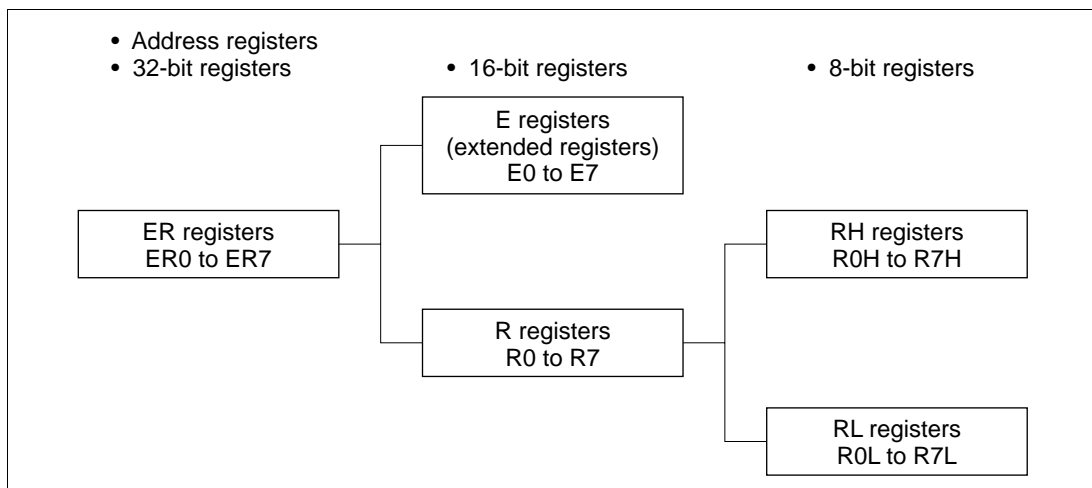 • Address registers
• 32-bit registers
• 16-bit registers
• 8-bit registers
E registers
(extended registers)
E0 to E7
ER registers
ER0 to ER7
RH registers
R0H to R7H
R registers
R0 to R7
RL registers
R0L to R7L